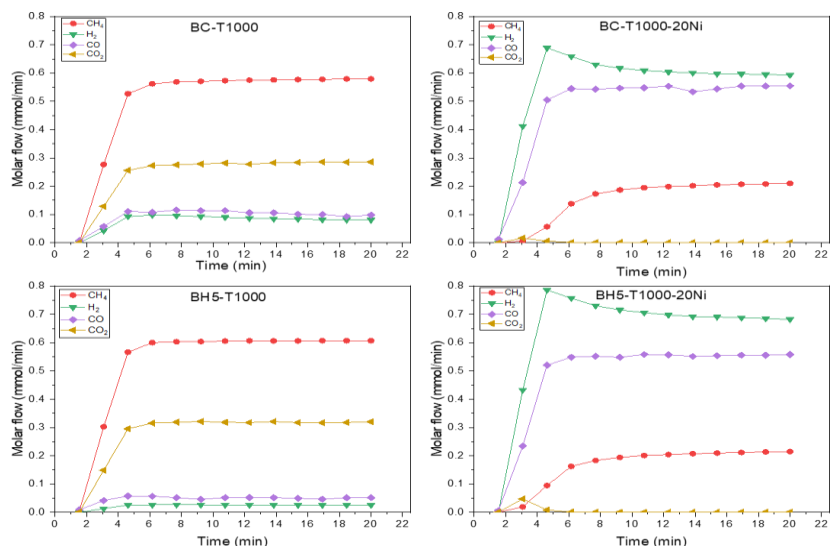 BC-T1000
CH4
H2
CO
CO2
Molar flow (mmol/min)
0.8
0.7
0.6
0.5
0.4
0.3
0.2
0.1
0.0
0 2 4 6 8 10 12 14 16 18 20 22
Time (min)
BC-T1000-20Ni
CH4
H2
CO
CO2
Molar flow (mmol/min)
0.8
0.7
0.6
0.5
0.4
0.3
0.2
0.1
0.0
0 2 4 6 8 10 12 14 16 18 20 22
Time (min)
BH5-T1000
CH4
H2
CO
CO2
Molar flow (mmol/min)
0.8
0.7
0.6
0.5
0.4
0.3
0.2
0.1
0.0
0 2 4 6 8 10 12 14 16 18 20 22
Time (min)
BH5-T1000-20Ni
CH4
H2
CO
CO2
Molar flow (mmol/min)
0.8
0.7
0.6
0.5
0.4
0.3
0.2
0.1
0.0
0 2 4 6 8 10 12 14 16 18 20 22
Time (min)